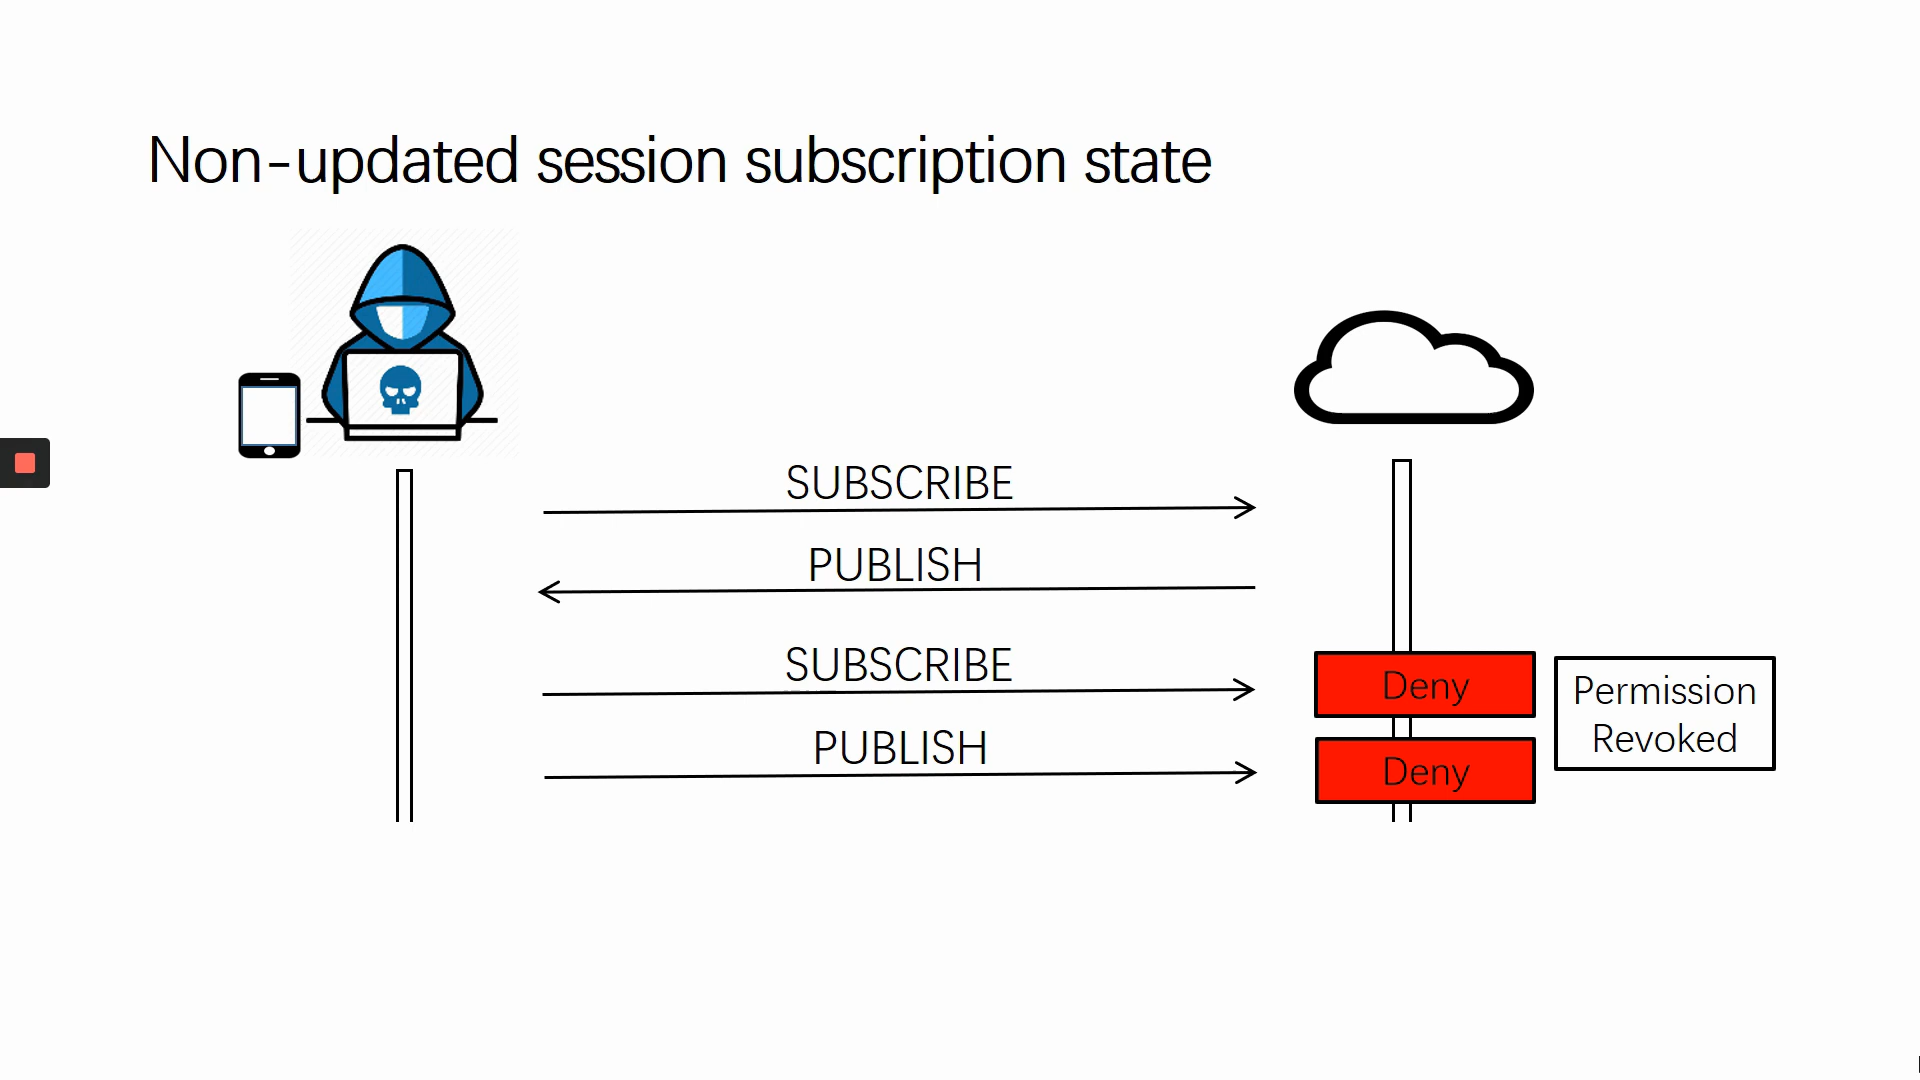 Non-updated session subscription state
SUBSCRIBE
PUBLISH
SUBSCRIBE
Deny
Permission
Revoked
PUBLISH
Deny